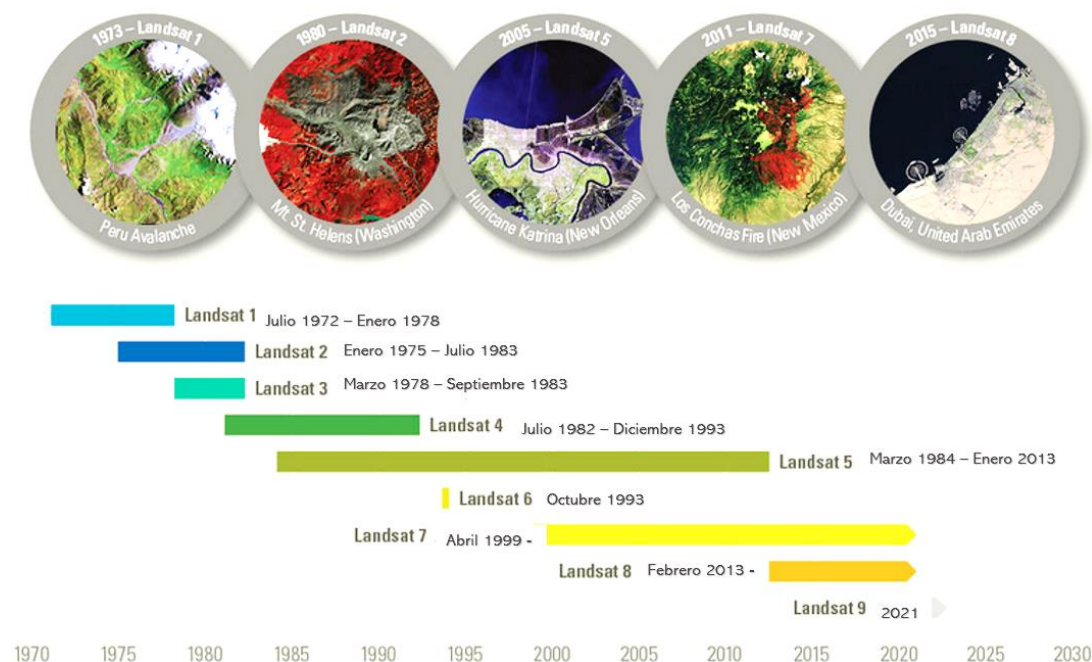 1973 – Landsat 1
Peru Avalanche
1980 – Landsat 2
Mt. St. Helens (Washington)
2005 – Landsat 5
Hurricane Katrina (New Orleans)
2011 – Landsat 7
Los Conchas Fire (New Mexico)
2015 – Landsat 8
Dubai, United Arab Emirates
Landsat 1 Julio 1972 – Enero 1978
Landsat 2 Enero 1975 – Julio 1983
Landsat 3 Marzo 1978 – Septiembre 1983
Landsat 4 Julio 1982 – Diciembre 1993
Landsat 5 Marzo 1984 – Enero 2013
Landsat 6 Octubre 1993
Landsat 7 Abril 1999 -
Landsat 8 Febrero 2013 -
Landsat 9 2021
1970 1975 1980 1985 1990 1995 2000 2005 2010 2015 2020 2025 2030